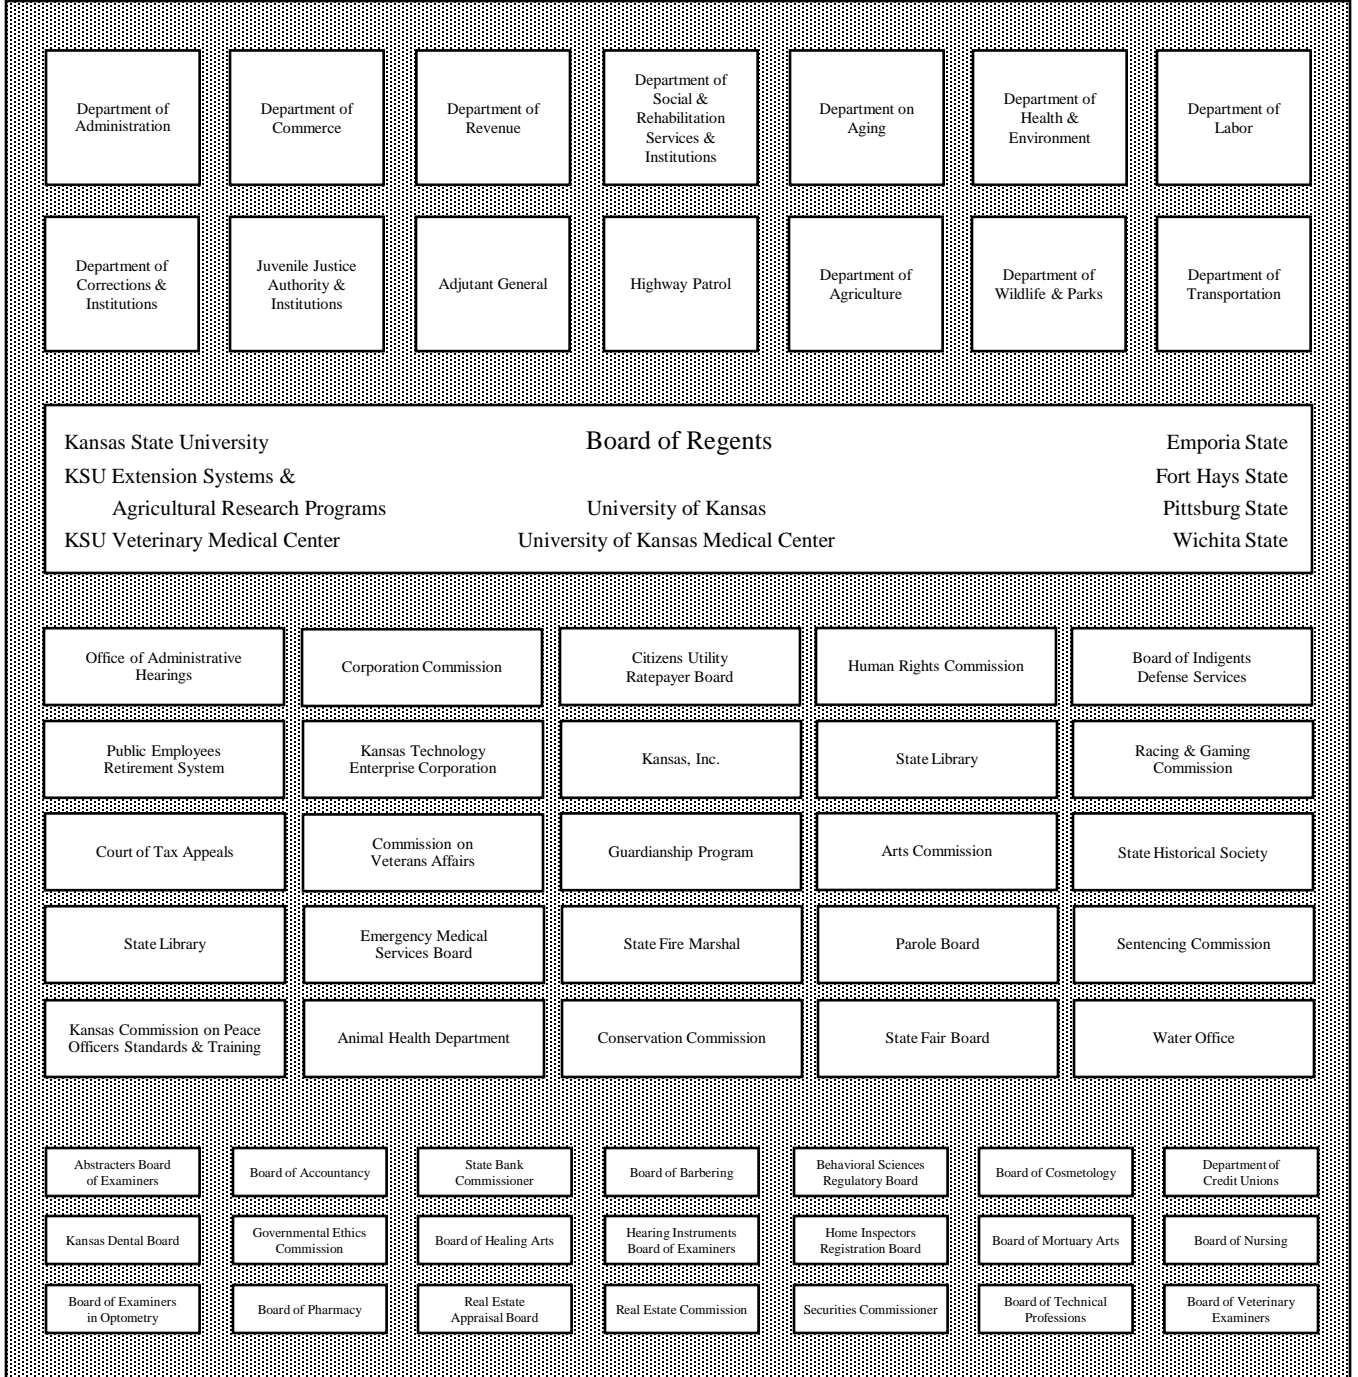 Department of
Administration
Department of
Commerce
Department of
Revenue
Department of
Social &
Rehabilitation
Services &
Institutions
Department on
Aging
Department of
Health &
Environment
Department of
Labor
Department of
Corrections &
Institutions
Juvenile Justice
Authority &
Institutions
Adjutant General
Highway Patrol
Department of
Agriculture
Department of
Wildlife & Parks
Department of
Transportation
Kansas State University
KSU Extension Systems &
Agricultural Research Programs
KSU Veterinary Medical Center
Board of Regents
University of Kansas
University of Kansas Medical Center
Emporia State
Fort Hays State
Pittsburg State
Wichita State
Office of Administrative
Hearings
Corporation Commission
Citizens Utility
Ratepayer Board
Human Rights Commission
Board of Indigents
Defense Services
Public Employees
Retirement System
Kansas Technology
Enterprise Corporation
Kansas, Inc.
State Library
Racing & Gaming
Commission
Court of Tax Appeals
Commission on
Veterans Affairs
Guardianship Program
Arts Commission
State Historical Society
State Library
Emergency Medical
Services Board
State Fire Marshal
Parole Board
Sentencing Commission
Kansas Commission on Peace
Officers Standards & Training
Animal Health Department
Conservation Commission
State Fair Board
Water Office
Abstracters Board
of Examiners
Board of Accountancy
State Bank
Commissioner
Board of Barbering
Behavioral Sciences
Regulatory Board
Board of Cosmetology
Department of
Credit Unions
Kansas Dental Board
Governmental Ethics
Commission
Board of Healing Arts
Hearing Instruments
Board of Examiners
Home Inspectors
Registration Board
Board of Mortuary Arts
Board of Nursing
Board of Examiners
in Optometry
Board of Pharmacy
Real Estate
Appraisal Board
Real Estate Commission
Securities Commissioner
Board of Technical
Professions
Board of Veterinary
Examiners